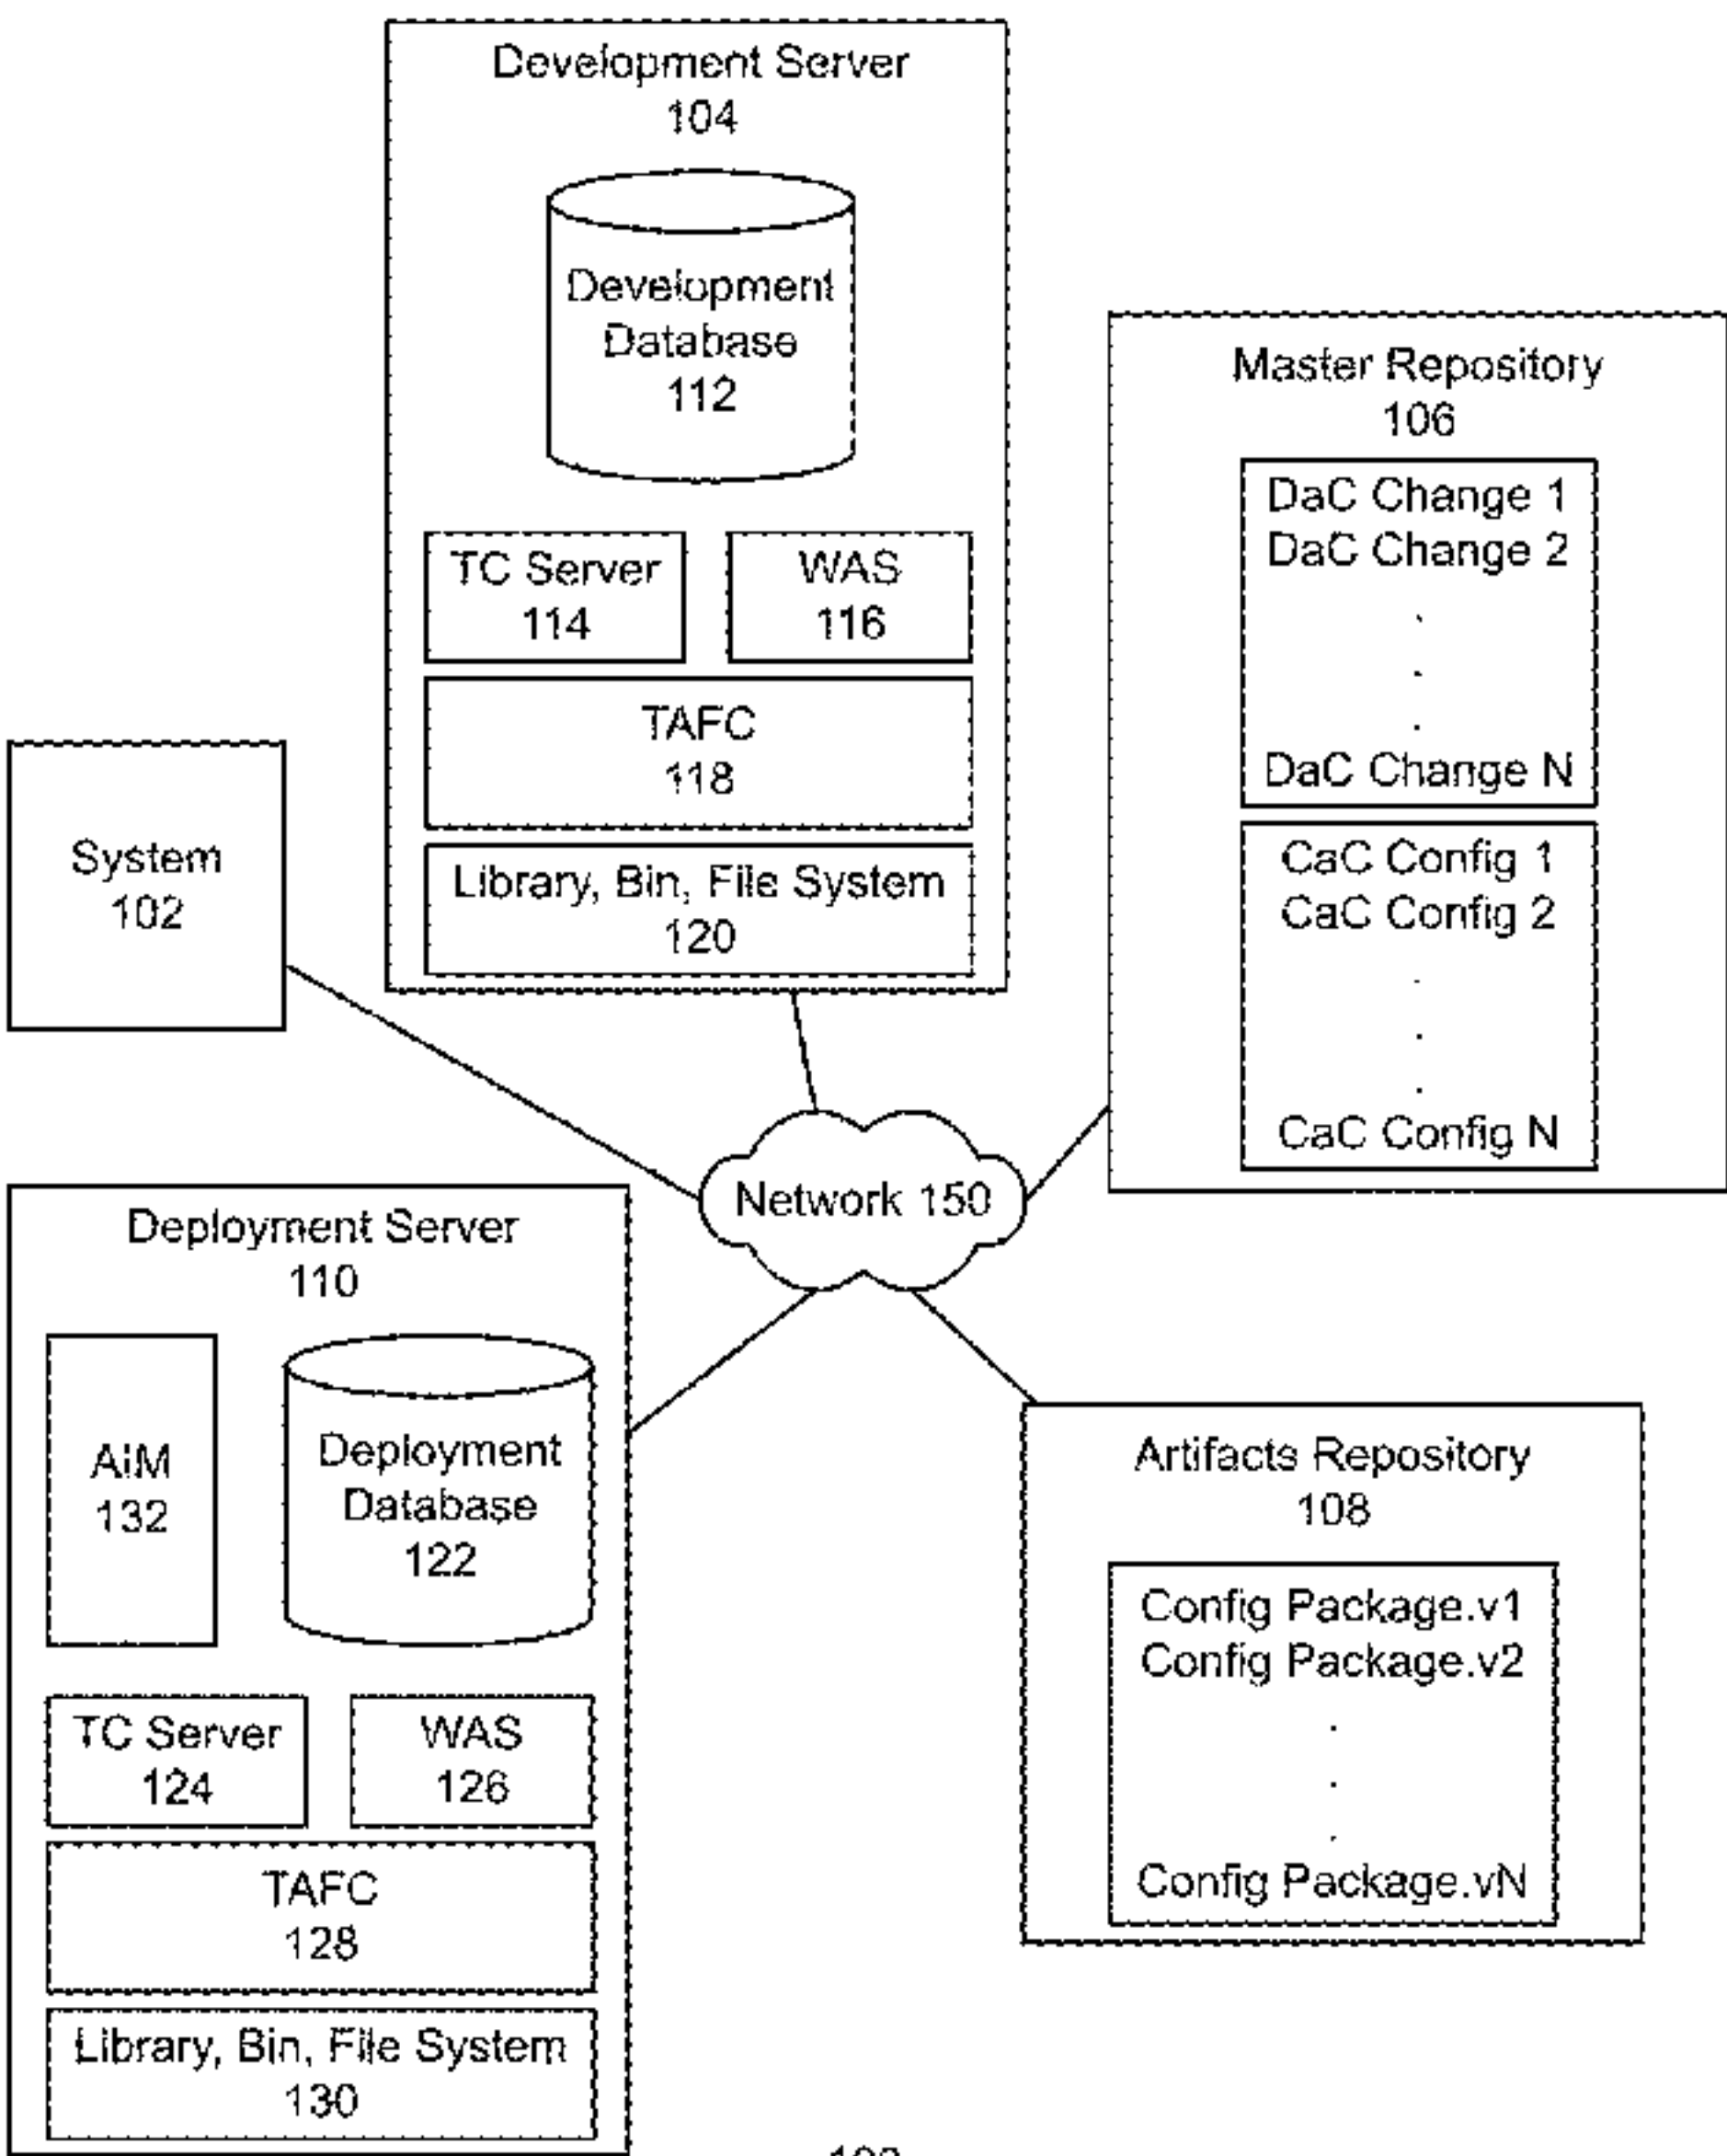 Development Server
104
Development
Database
112
TC Server
114
WAS
116
TAFC
118
Library, Bin, File System
120
System
102
Master Repository
106
DaC Change 1
DaC Change 2
.
.
.
DaC Change N
CaC Config 1
CaC Config 2
.
.
.
CaC Config N
Network 150
Deployment Server
110
AIM
132
Deployment
Database
122
TC Server
124
WAS
126
TAFC
128
Library, Bin, File System
130
Artifacts Repository
108
Config Package.v1
Config Package.v2
.
.
.
Config Package.vN